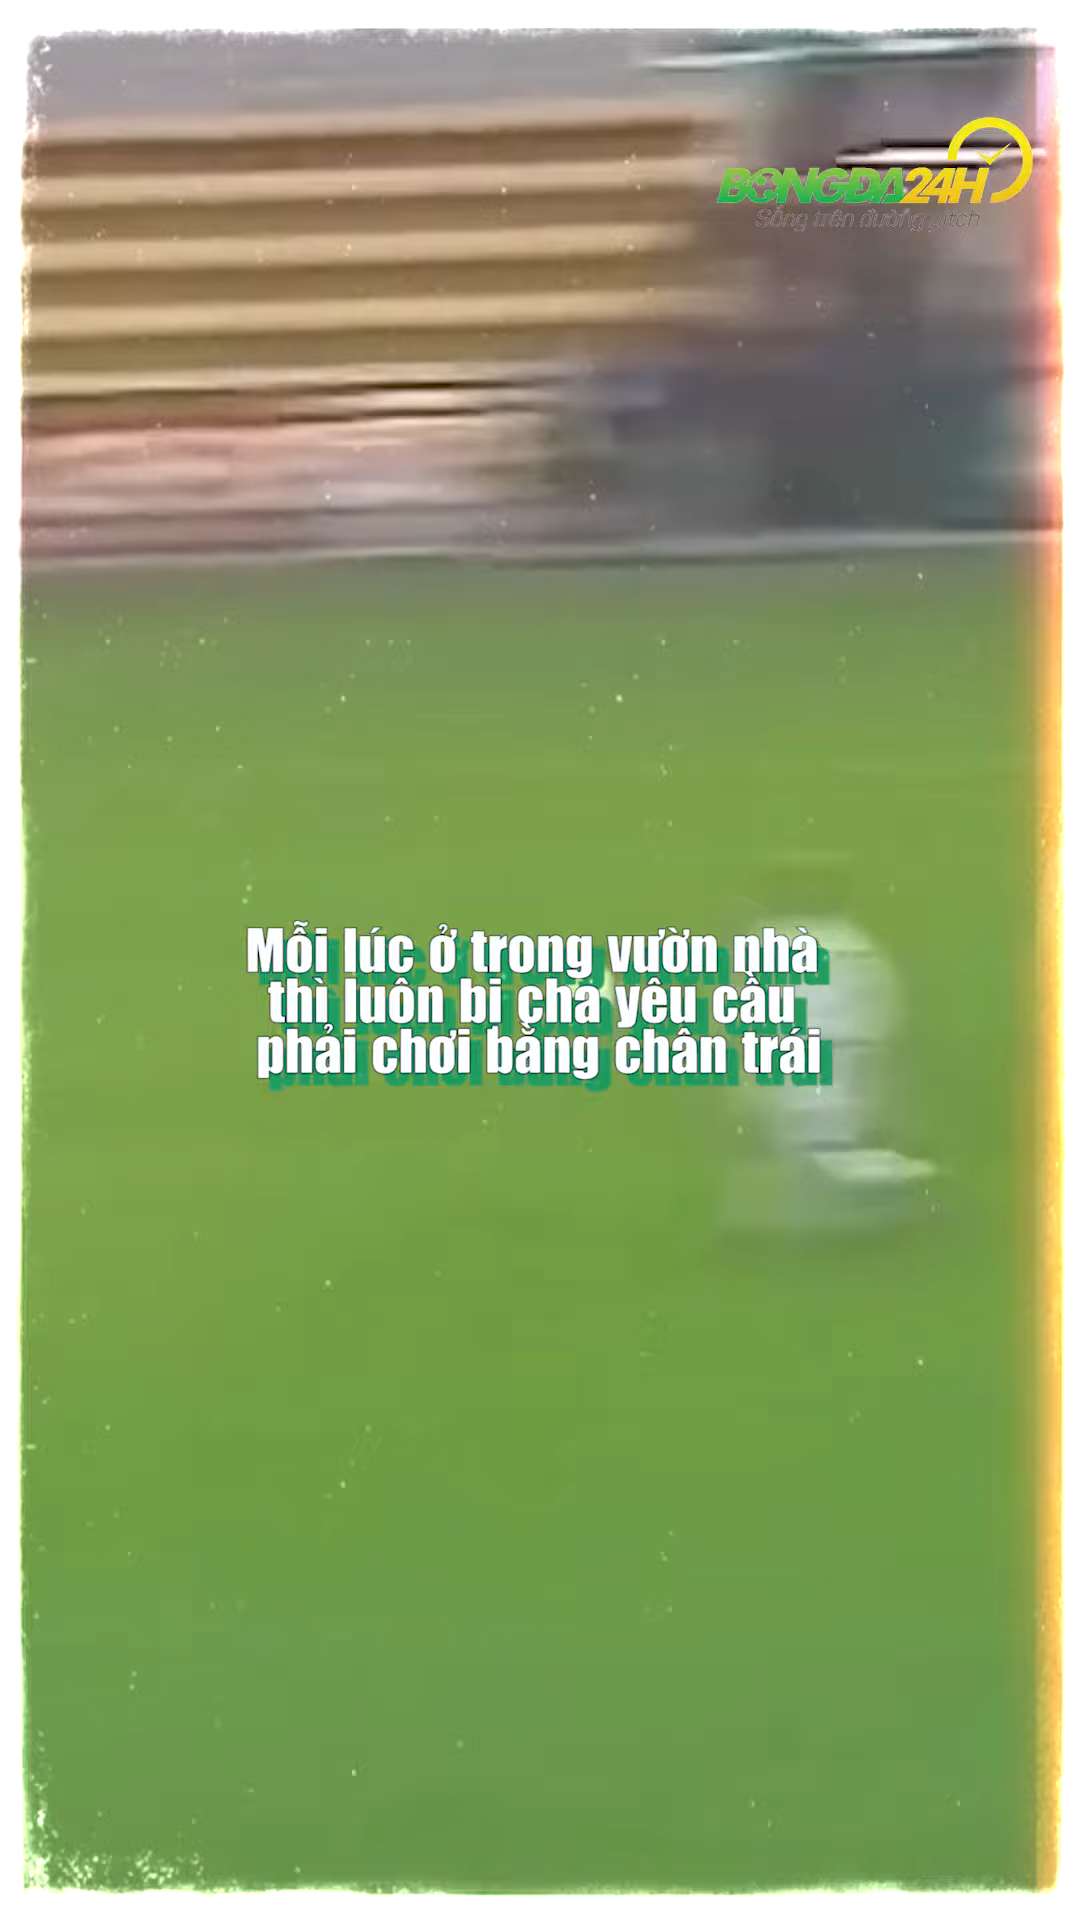 BONGDA24H
Sống trên đường pitch
Mỗi lúc ở trong vườn nhà
thì luôn bị cha yêu cầu
phải chơi bằng chân trái